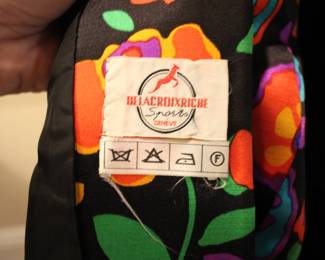 DELACROIXRICHE
Sports
GENEVE
F